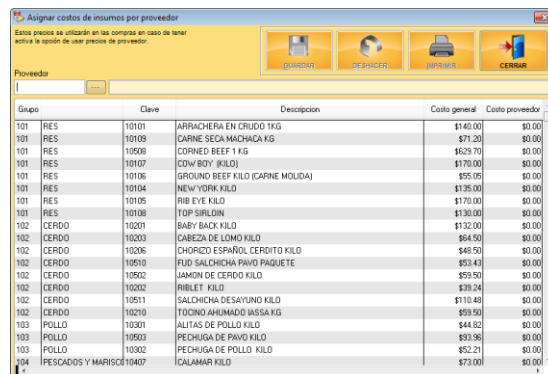 Asignar costos de insumos por proveedor
Estos precios se utilizarán en las compras en caso de tener
activa la opción de usar precios de proveedor.
GUARDAR DESHACER IMPRIMIR CERRAR
Proveedor
...
Grupo Clave Descripcion Costo general Costo proveedor
101 RES 10101 ARRACHERA EN CRUDO 1KG $140.00 $0.00
101 RES 10109 CARNE SECA MACHACA KG $71.20 $0.00
101 RES 10508 CORNED BEEF 1 KG $629.70 $0.00
101 RES 10107 COW BOY (KILO) $170.00 $0.00
101 RES 10106 GROUND BEEF KILO (CARNE MOLIDA) $55.05 $0.00
101 RES 10104 NEW YORK KILO $135.00 $0.00
101 RES 10105 RIB EYE KILO $170.00 $0.00
101 RES 10108 TOP SIRLOIN $130.00 $0.00
102 CERDO 10201 BABY BACK KILO $132.00 $0.00
102 CERDO 10203 CABEZA DE LOMO KILO $64.50 $0.00
102 CERDO 10206 CHORIZO ESPAÑOL CERDITO KILO $48.50 $0.00
102 CERDO 10510 FUD SALCHICHA PAVO PAQUETE $53.43 $0.00
102 CERDO 10502 JAMON DE CERDO KILO $59.50 $0.00
102 CERDO 10202 RIBLET KILO $39.24 $0.00
102 CERDO 10511 SALCHICHA DESAYUNO KILO $110.48 $0.00
102 CERDO 10210 TOCINO AHUMADO IASSA KG $59.50 $0.00
103 POLLO 10301 ALITAS DE POLLO KILO $44.82 $0.00
103 POLLO 10503 PECHUGA DE PAVO KILO $93.96 $0.00
103 POLLO 10302 PECHUGA DE POLLO KILO $52.21 $0.00
104 PESCADOS Y MARISCO 10407 CALAMAR KILO $73.00 $0.00